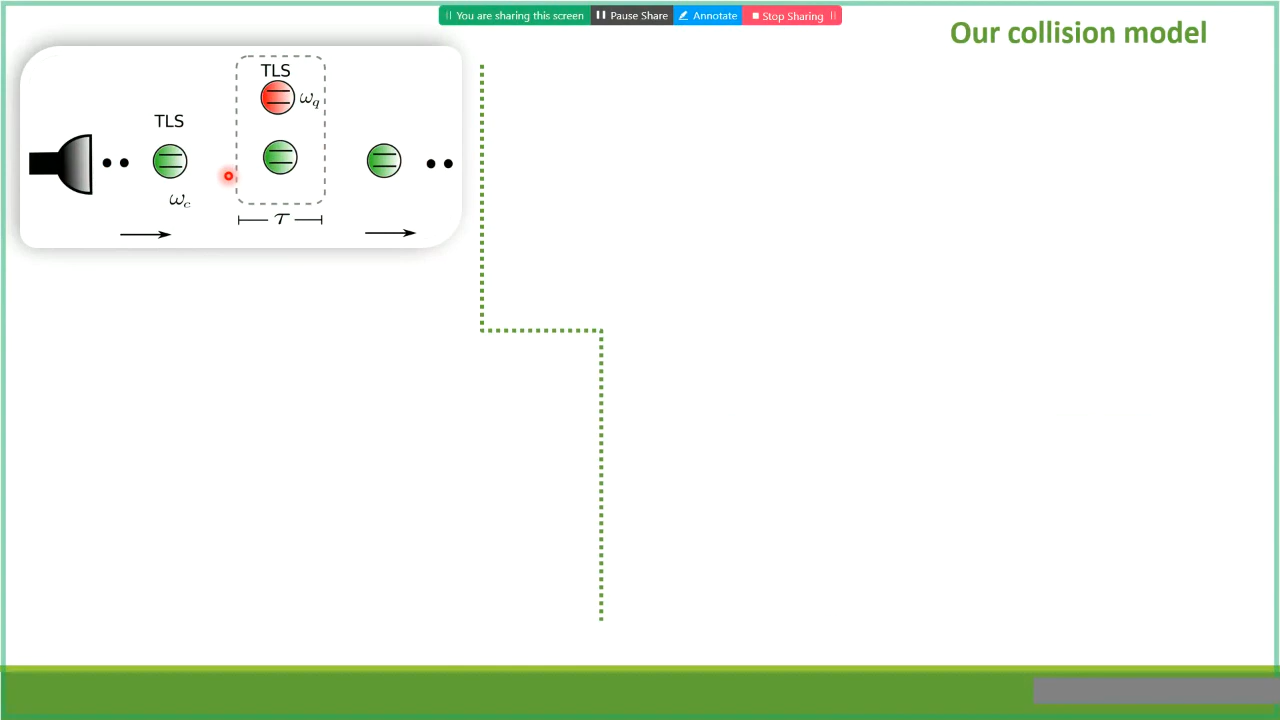 You are sharing this screen Pause Share Annotate Stop Sharing
Our collision model
TLS
ω_q
TLS
ω_c
τ